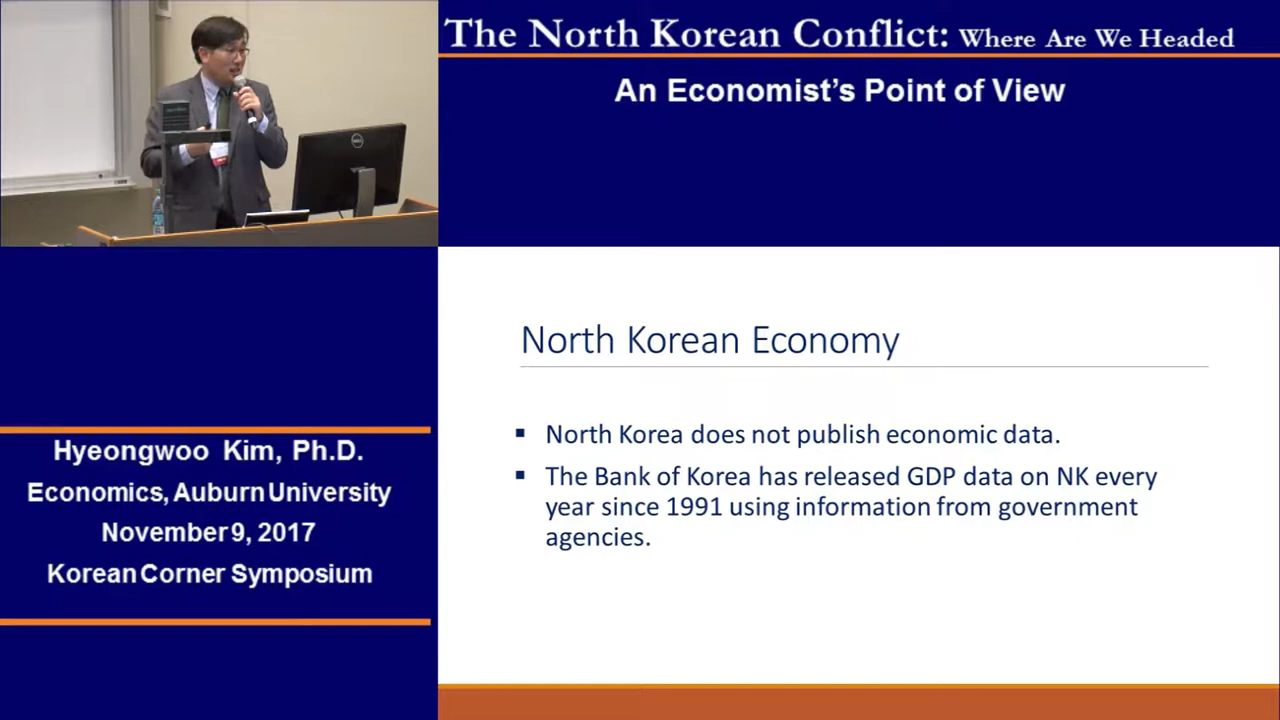 The North Korean Conflict: Where Are We Headed
An Economist's Point of View
North Korean Economy
▪ North Korea does not publish economic data.
▪ The Bank of Korea has released GDP data on NK every
year since 1991 using information from government
agencies.
Hyeongwoo Kim, Ph.D.
Economics, Auburn University
November 9, 2017
Korean Corner Symposium